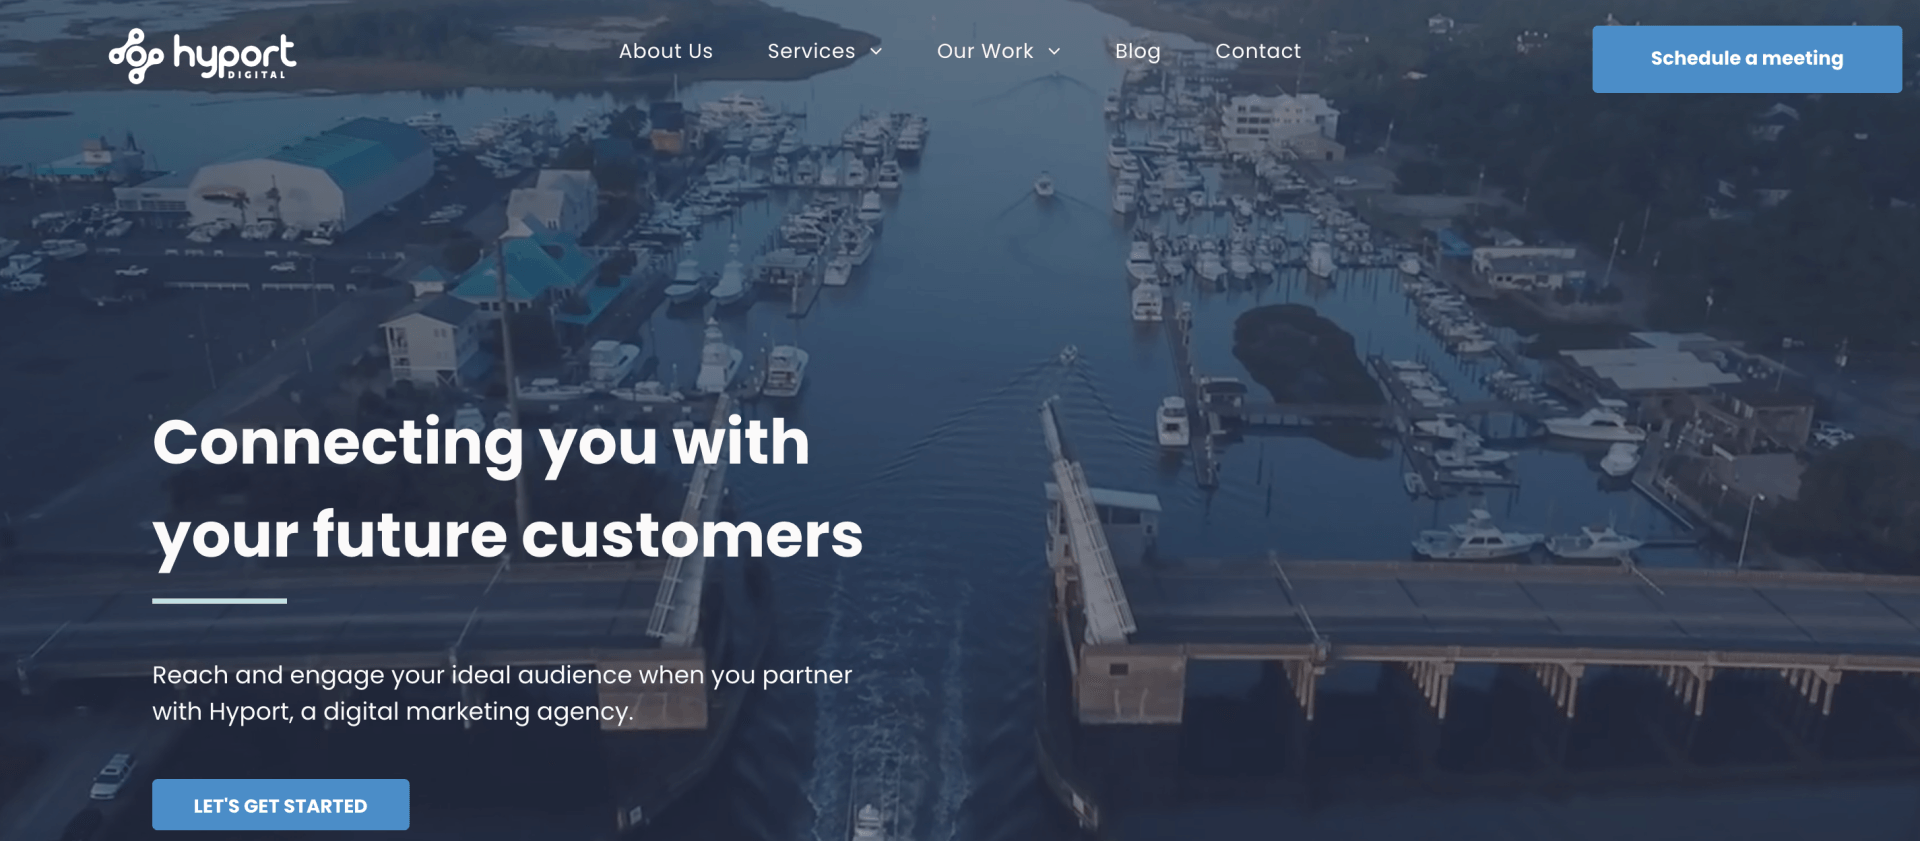 hyport
DIGITAL
About Us
Services
Our Work
Blog
Contact
Schedule a meeting
Connecting you with
your future customers
Reach and engage your ideal audience when you partner
with Hyport, a digital marketing agency.
LET'S GET STARTED